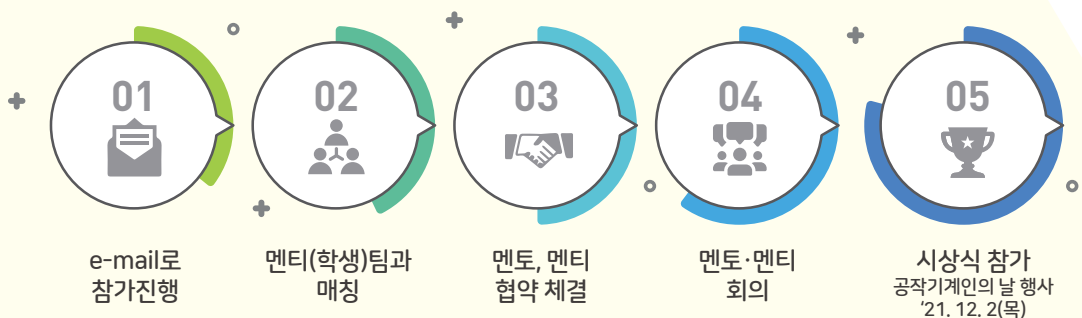 01
02
03
04
05
e-mail로
참가진행
멘티(학생)팀과
매칭
멘토, 멘티
협약 체결
멘토·멘티
회의
시상식 참가
공작기계인의 날 행사
'21. 12. 2(목)